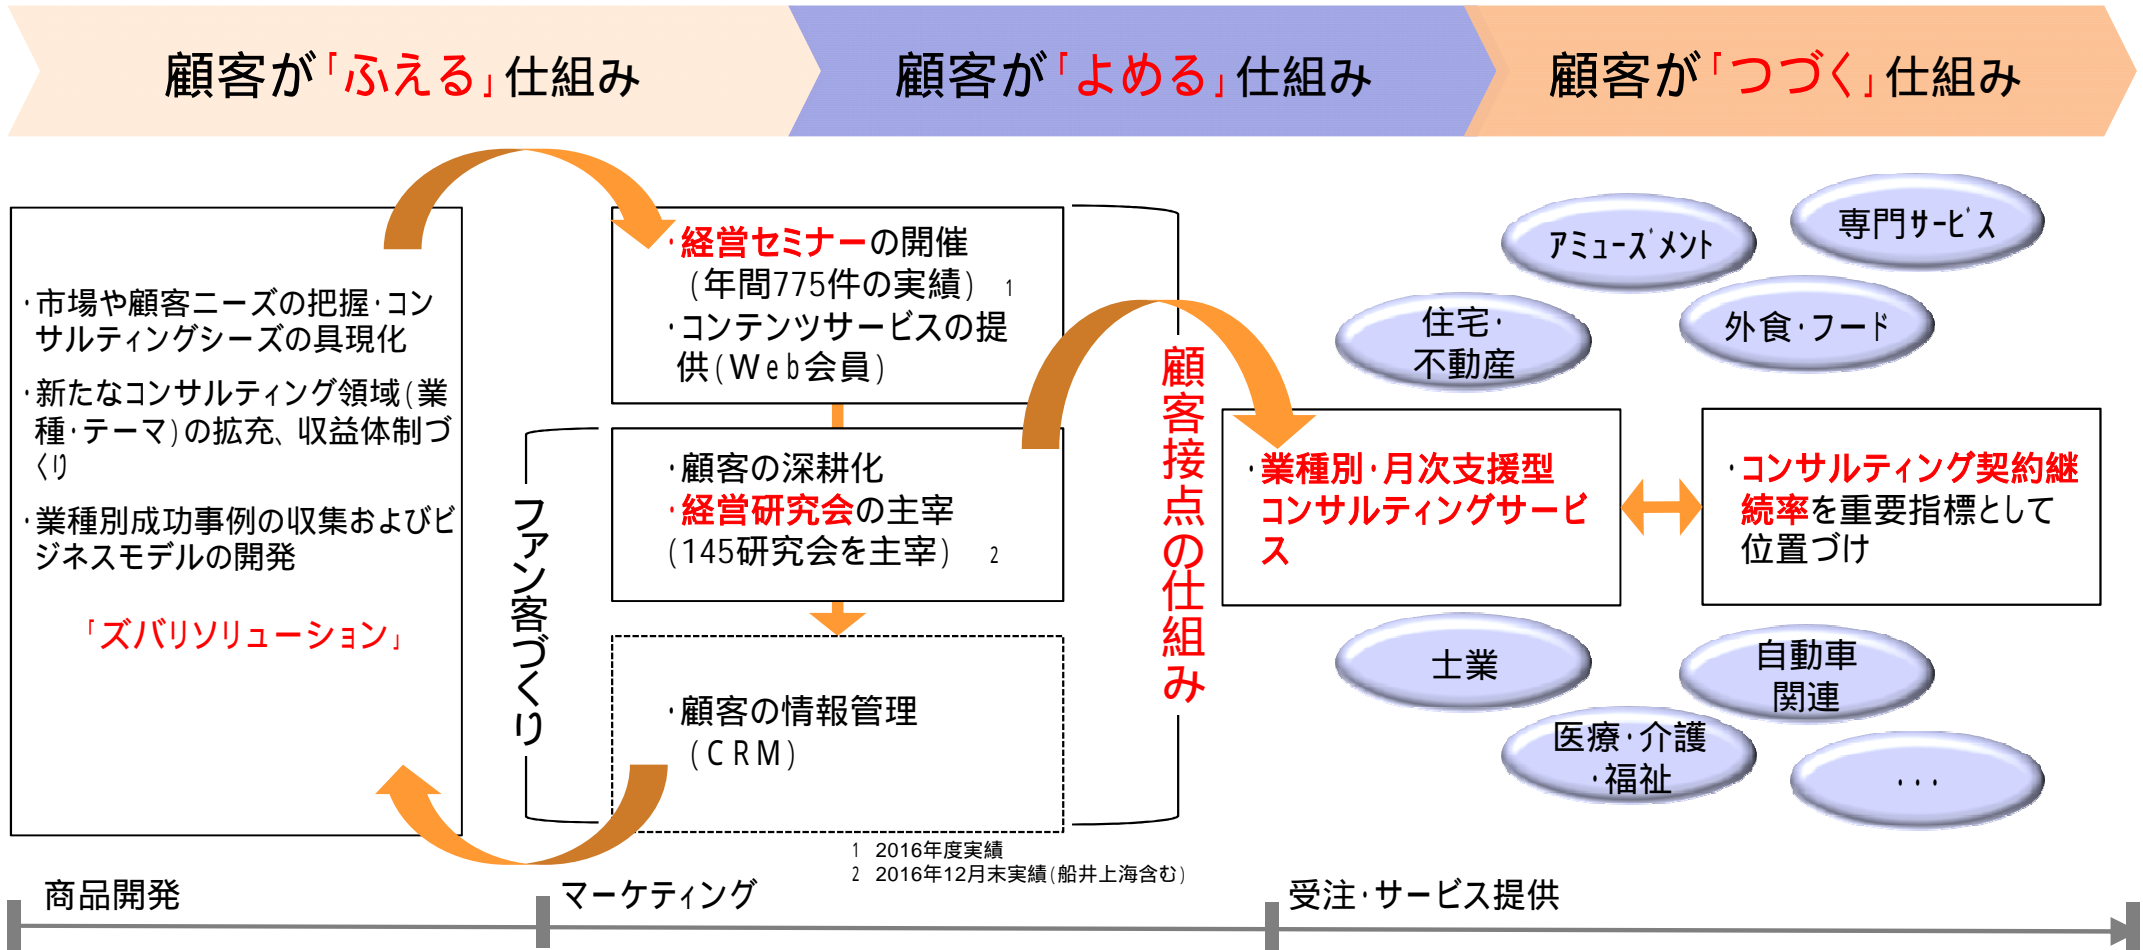 顧客が「ふえる」仕組み
顧客が「よめる」仕組み
顧客が「つづく」仕組み
・市場や顧客ニーズの把握・コン
サルティングシーズの具現化
・新たなコンサルティング領域(業
種・テーマ)の拡充、収益体制づ
くり
・業種別成功事例の収集およびビ
ジネスモデルの開発
「ズバリソリューション」
・経営セミナーの開催
(年間775件の実績) 1
・コンテンツサービスの提
供(Web会員)
ファン客づくり
・顧客の深耕化
・経営研究会の主宰
(145研究会を主宰) 2
・顧客の情報管理
(CRM)
顧客接点の仕組み
アミューズメント
専門サービス
住宅・
不動産
外食・フード
・業種別・月次支援型
コンサルティングサービ
ス
・コンサルティング契約継
続率を重要指標として
位置づけ
士業
自動車
関連
医療・介護
・福祉
・・・
1 2016年度実績
2 2016年12月末実績(船井上海含む)
商品開発
マーケティング
受注・サービス提供